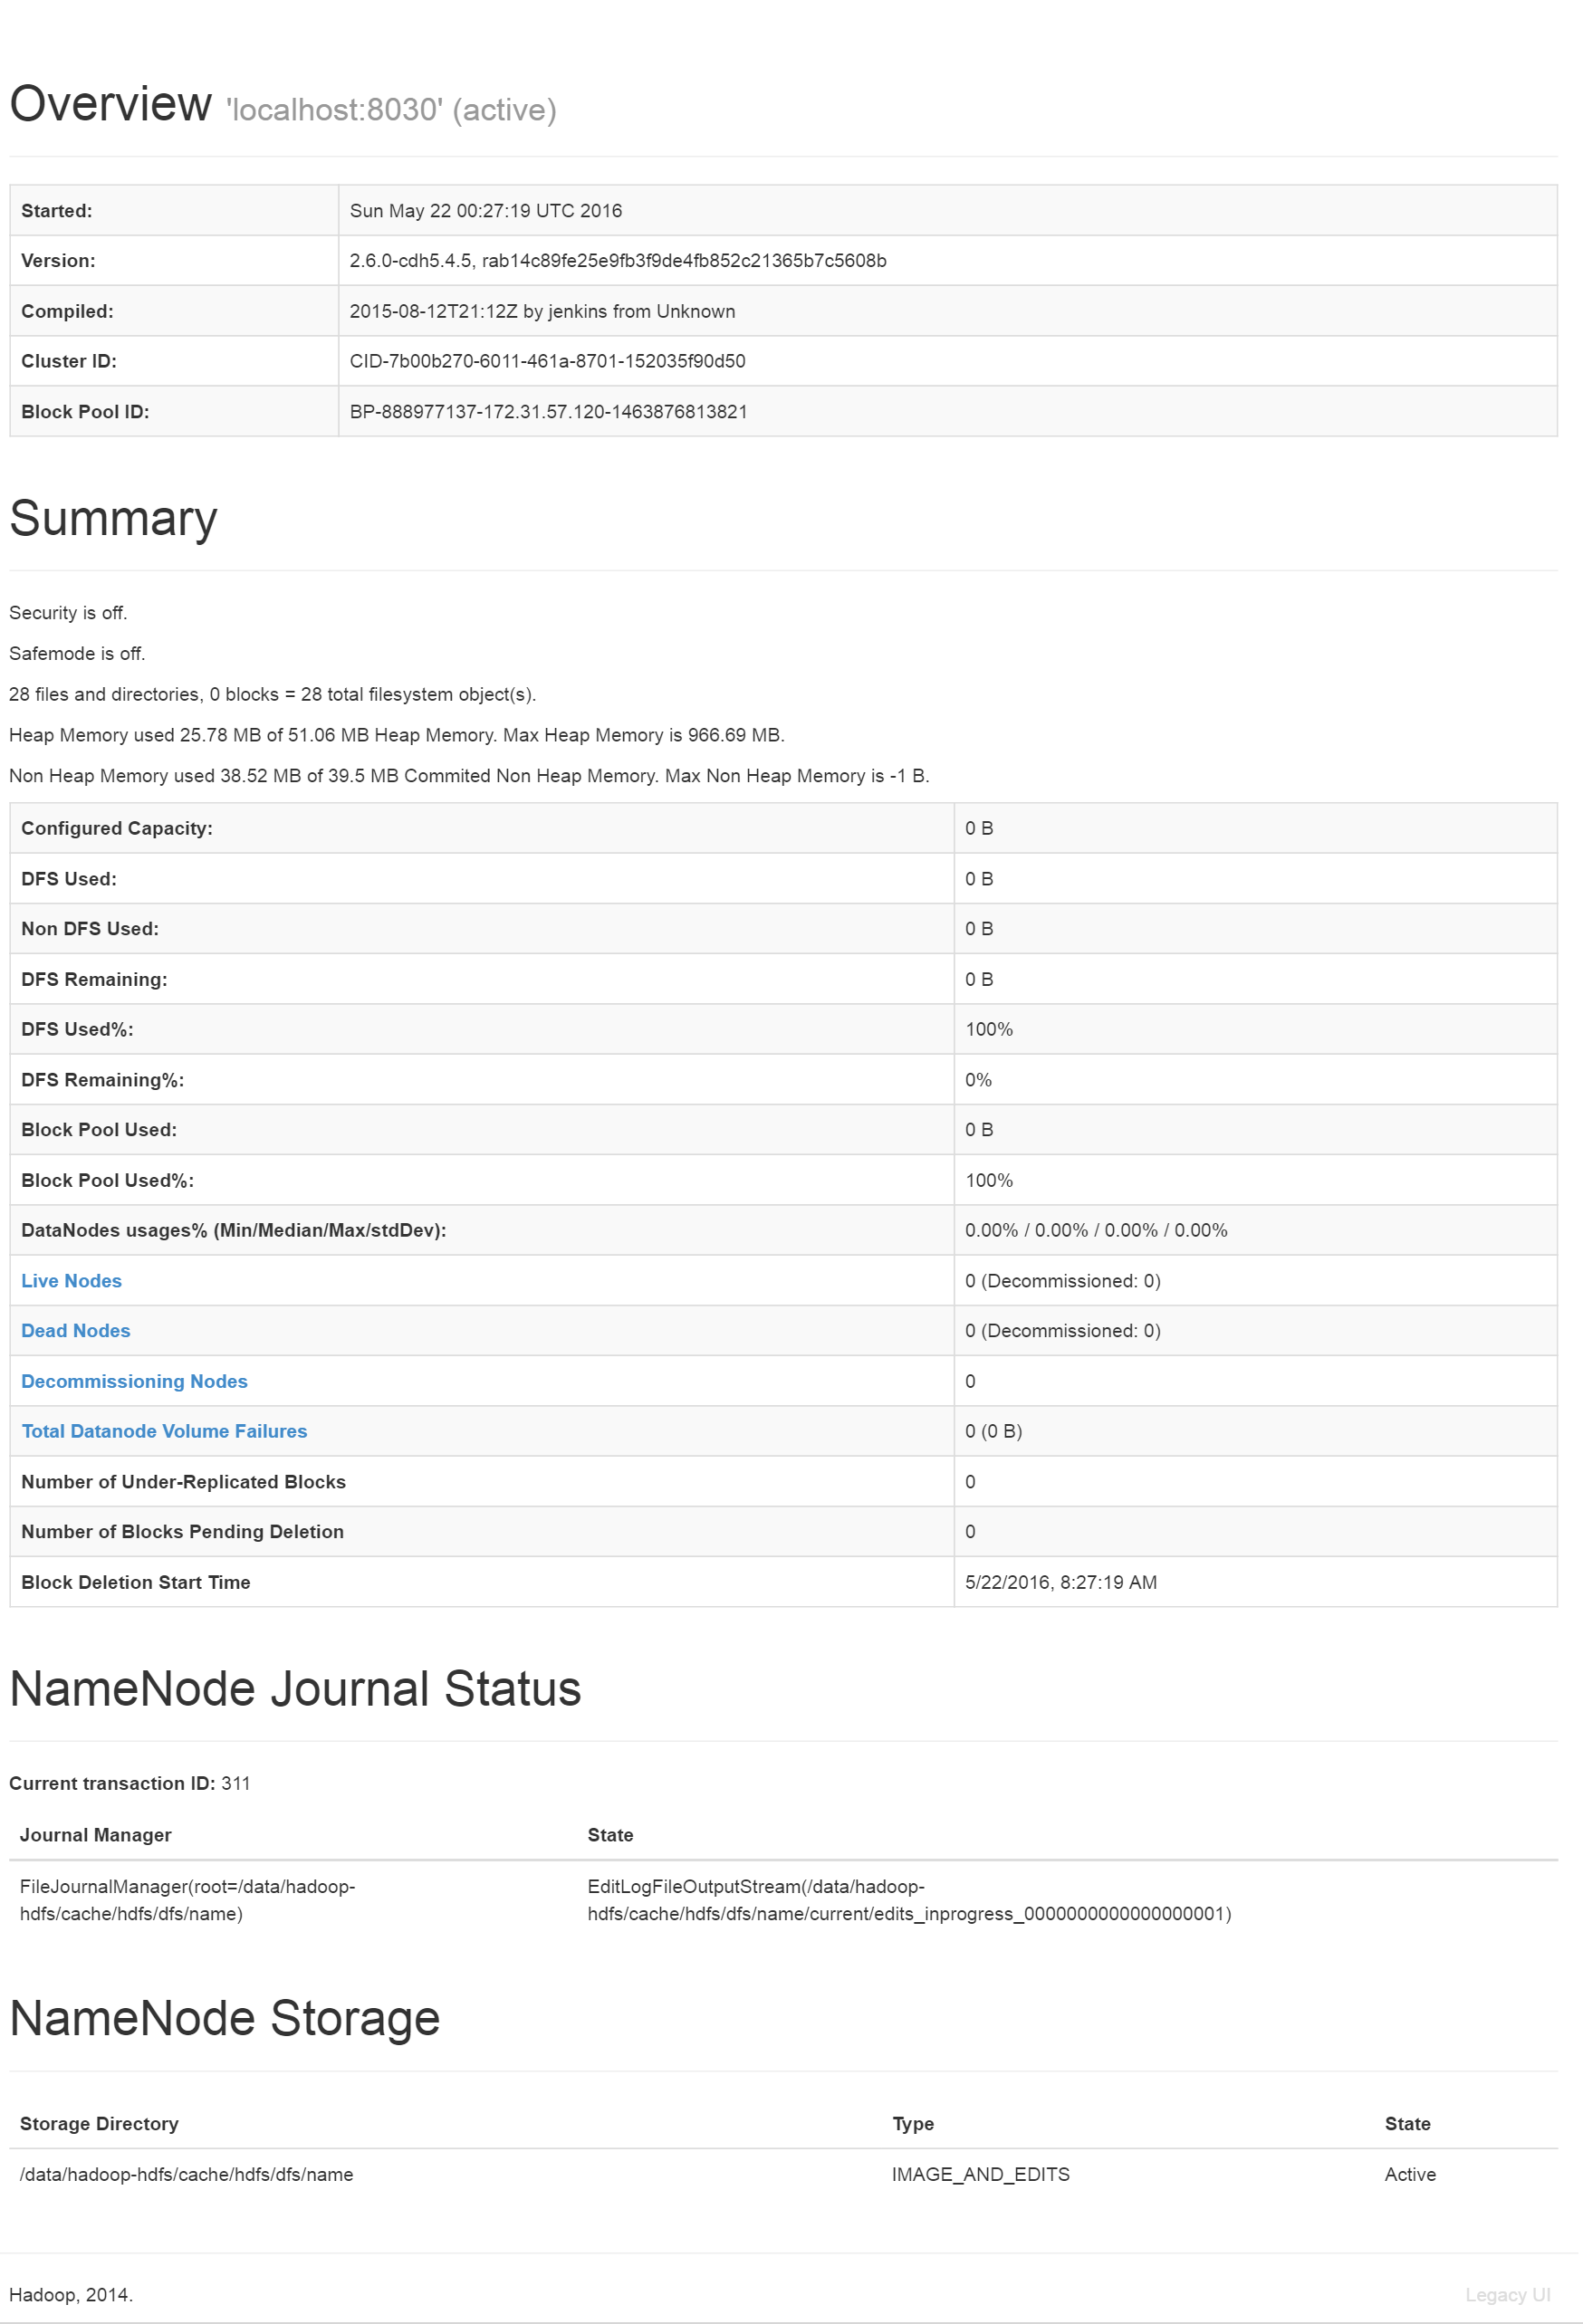 Overview 'localhost:8030' (active)
Started: Sun May 22 00:27:19 UTC 2016
Version: 2.6.0-cdh5.4.5, rab14c89fe25e9fb3f9de4fb852c21365b7c5608b
Compiled: 2015-08-12T21:12Z by jenkins from Unknown
Cluster ID: CID-7b00b270-6011-461a-8701-152035f90d50
Block Pool ID: BP-888977137-172.31.57.120-1463876813821
Summary
Security is off.
Safemode is off.
28 files and directories, 0 blocks = 28 total filesystem object(s).
Heap Memory used 25.78 MB of 51.06 MB Heap Memory. Max Heap Memory is 966.69 MB.
Non Heap Memory used 38.52 MB of 39.5 MB Commited Non Heap Memory. Max Non Heap Memory is -1 B.
Configured Capacity: 0 B
DFS Used: 0 B
Non DFS Used: 0 B
DFS Remaining: 0 B
DFS Used%: 100%
DFS Remaining%: 0%
Block Pool Used: 0 B
Block Pool Used%: 100%
DataNodes usages% (Min/Median/Max/stdDev): 0.00% / 0.00% / 0.00% / 0.00%
Live Nodes 0 (Decommissioned: 0)
Dead Nodes 0 (Decommissioned: 0)
Decommissioning Nodes 0
Total Datanode Volume Failures 0 (0 B)
Number of Under-Replicated Blocks 0
Number of Blocks Pending Deletion 0
Block Deletion Start Time 5/22/2016, 8:27:19 AM
NameNode Journal Status
Current transaction ID: 311
Journal Manager State
FileJournalManager(root=/data/hadoop- EditLogFileOutputStream(/data/hadoop-
hdfs/cache/hdfs/dfs/name) hdfs/cache/hdfs/dfs/name/current/edits_inprogress_0000000000000000001)
NameNode Storage
Storage Directory Type State
/data/hadoop-hdfs/cache/hdfs/dfs/name IMAGE_AND_EDITS Active
Hadoop, 2014. Legacy UI